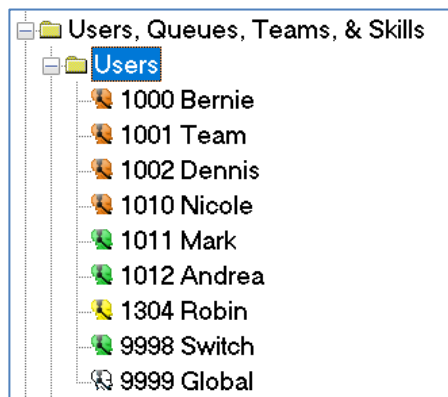 Users, Queues, Teams, & Skills
Users
1000 Bernie
1001 Team
1002 Dennis
1010 Nicole
1011 Mark
1012 Andrea
1304 Robin
9998 Switch
9999 Global